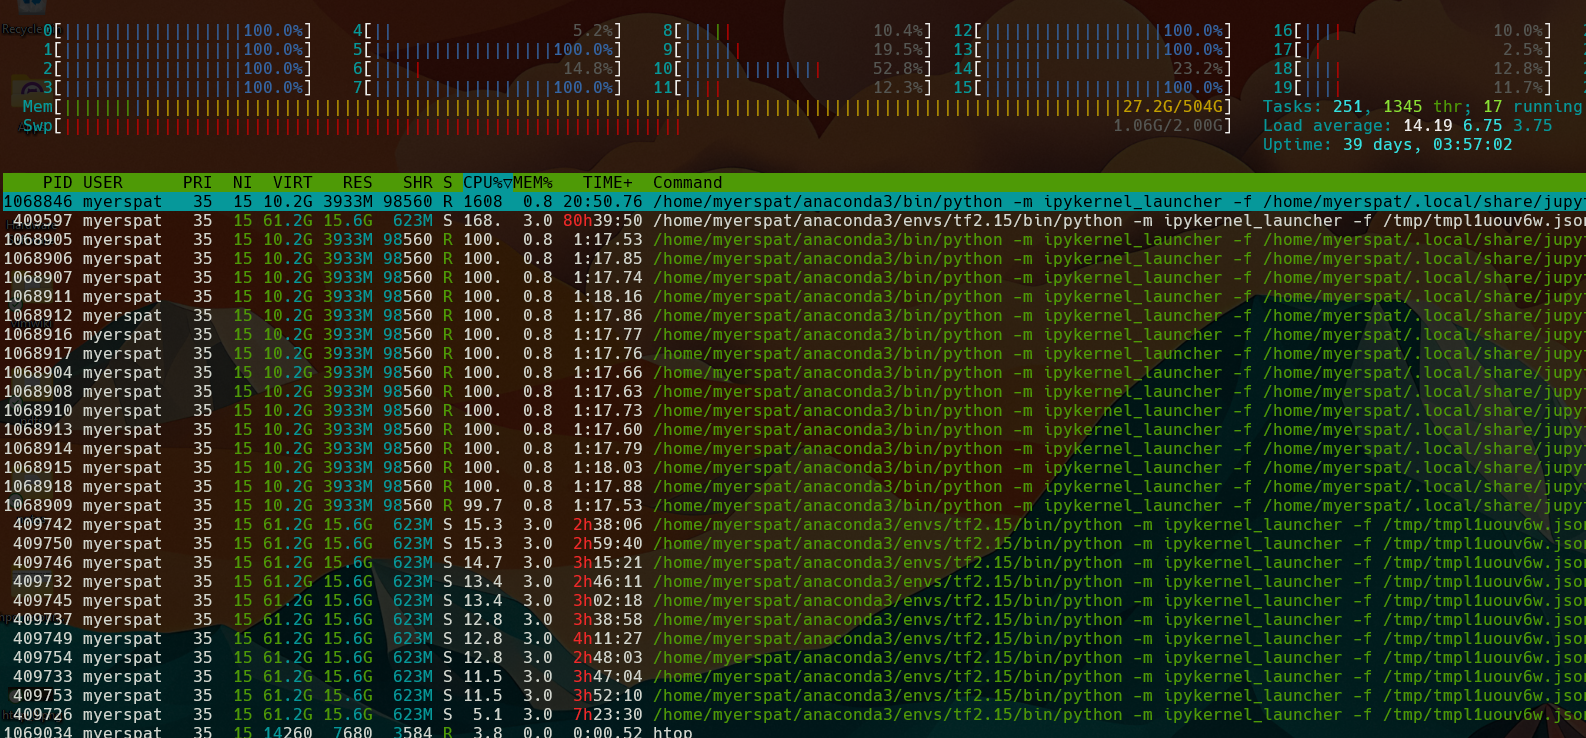 0[||||||||||||||||||100.0%] 4[|| 5.2%] 8[||||| 10.4%] 12[||||||||||||||||||100.0%] 16[|||| 10.0%]
1[||||||||||||||||||100.0%] 5[||||||||||||||||||100.0%] 9[|||||| 19.5%] 13[||||||||||||||||||100.0%] 17[|| 2.5%]
2[||||||||||||||||||100.0%] 6[||||| 14.8%] 10[|||||||||||||| 52.8%] 14[|||||| 23.2%] 18[|||| 12.8%]
3[||||||||||||||||||100.0%] 7[||||||||||||||||||100.0%] 11[|||| 12.3%] 15[||||||||||||||||||100.0%] 19[|||| 11.7%]
Mem[27.2G/504G] Tasks: 251, 1345 thr; 17 running
Swp[1.06G/2.00G] Load average: 14.19 6.75 3.75
Uptime: 39 days, 03:57:02
PID USER PRI NI VIRT RES SHR S CPU%▽MEM% TIME+ Command
1068846 myerspat 35 15 10.2G 3933M 98560 S 1608 0.8 20:50.76 /home/myerspat/anaconda3/bin/python -m ipykernel_launcher -f /home/myerspat/.local/share/jupyt
409597 myerspat 35 15 61.2G 15.6G 623M S 168. 3.0 80h39:50 /home/myerspat/anaconda3/envs/tf2.15/bin/python -m ipykernel_launcher -f /tmp/tmpl1uouv6w.json
1068905 myerspat 35 15 10.2G 3933M 98560 R 100. 0.8 1:17.53 /home/myerspat/anaconda3/bin/python -m ipykernel_launcher -f /home/myerspat/.local/share/jupyt
1068906 myerspat 35 15 10.2G 3933M 98560 R 100. 0.8 1:17.85 /home/myerspat/anaconda3/bin/python -m ipykernel_launcher -f /home/myerspat/.local/share/jupyt
1068907 myerspat 35 15 10.2G 3933M 98560 R 100. 0.8 1:17.74 /home/myerspat/anaconda3/bin/python -m ipykernel_launcher -f /home/myerspat/.local/share/jupyt
1068911 myerspat 35 15 10.2G 3933M 98560 R 100. 0.8 1:18.16 /home/myerspat/anaconda3/bin/python -m ipykernel_launcher -f /home/myerspat/.local/share/jupyt
1068912 myerspat 35 15 10.2G 3933M 98560 R 100. 0.8 1:17.86 /home/myerspat/anaconda3/bin/python -m ipykernel_launcher -f /home/myerspat/.local/share/jupyt
1068916 myerspat 35 15 10.2G 3933M 98560 R 100. 0.8 1:17.77 /home/myerspat/anaconda3/bin/python -m ipykernel_launcher -f /home/myerspat/.local/share/jupyt
1068917 myerspat 35 15 10.2G 3933M 98560 R 100. 0.8 1:17.76 /home/myerspat/anaconda3/bin/python -m ipykernel_launcher -f /home/myerspat/.local/share/jupyt
1068904 myerspat 35 15 10.2G 3933M 98560 R 100. 0.8 1:17.66 /home/myerspat/anaconda3/bin/python -m ipykernel_launcher -f /home/myerspat/.local/share/jupyt
1068908 myerspat 35 15 10.2G 3933M 98560 R 100. 0.8 1:17.63 /home/myerspat/anaconda3/bin/python -m ipykernel_launcher -f /home/myerspat/.local/share/jupyt
1068910 myerspat 35 15 10.2G 3933M 98560 R 100. 0.8 1:17.73 /home/myerspat/anaconda3/bin/python -m ipykernel_launcher -f /home/myerspat/.local/share/jupyt
1068913 myerspat 35 15 10.2G 3933M 98560 R 100. 0.8 1:17.60 /home/myerspat/anaconda3/bin/python -m ipykernel_launcher -f /home/myerspat/.local/share/jupyt
1068914 myerspat 35 15 10.2G 3933M 98560 R 100. 0.8 1:17.79 /home/myerspat/anaconda3/bin/python -m ipykernel_launcher -f /home/myerspat/.local/share/jupyt
1068915 myerspat 35 15 10.2G 3933M 98560 R 100. 0.8 1:18.03 /home/myerspat/anaconda3/bin/python -m ipykernel_launcher -f /home/myerspat/.local/share/jupyt
1068918 myerspat 35 15 10.2G 3933M 98560 R 100. 0.8 1:17.88 /home/myerspat/anaconda3/bin/python -m ipykernel_launcher -f /home/myerspat/.local/share/jupyt
1068909 myerspat 35 15 10.2G 3933M 98560 R 99.7 0.8 1:17.53 /home/myerspat/anaconda3/bin/python -m ipykernel_launcher -f /home/myerspat/.local/share/jupyt
409742 myerspat 35 15 61.2G 15.6G 623M S 15.3 3.0 2h38:06 /home/myerspat/anaconda3/envs/tf2.15/bin/python -m ipykernel_launcher -f /tmp/tmpl1uouv6w.json
409750 myerspat 35 15 61.2G 15.6G 623M S 15.3 3.0 2h59:40 /home/myerspat/anaconda3/envs/tf2.15/bin/python -m ipykernel_launcher -f /tmp/tmpl1uouv6w.json
409746 myerspat 35 15 61.2G 15.6G 623M S 14.7 3.0 3h15:21 /home/myerspat/anaconda3/envs/tf2.15/bin/python -m ipykernel_launcher -f /tmp/tmpl1uouv6w.json
409732 myerspat 35 15 61.2G 15.6G 623M S 13.4 3.0 2h46:11 /home/myerspat/anaconda3/envs/tf2.15/bin/python -m ipykernel_launcher -f /tmp/tmpl1uouv6w.json
409745 myerspat 35 15 61.2G 15.6G 623M S 13.4 3.0 3h02:18 /home/myerspat/anaconda3/envs/tf2.15/bin/python -m ipykernel_launcher -f /tmp/tmpl1uouv6w.json
409737 myerspat 35 15 61.2G 15.6G 623M S 12.8 3.0 3h38:58 /home/myerspat/anaconda3/envs/tf2.15/bin/python -m ipykernel_launcher -f /tmp/tmpl1uouv6w.json
409749 myerspat 35 15 61.2G 15.6G 623M S 12.8 3.0 4h11:27 /home/myerspat/anaconda3/envs/tf2.15/bin/python -m ipykernel_launcher -f /tmp/tmpl1uouv6w.json
409754 myerspat 35 15 61.2G 15.6G 623M S 12.8 3.0 2h48:03 /home/myerspat/anaconda3/envs/tf2.15/bin/python -m ipykernel_launcher -f /tmp/tmpl1uouv6w.json
409733 myerspat 35 15 61.2G 15.6G 623M S 11.5 3.0 3h47:04 /home/myerspat/anaconda3/envs/tf2.15/bin/python -m ipykernel_launcher -f /tmp/tmpl1uouv6w.json
409753 myerspat 35 15 61.2G 15.6G 623M S 11.5 3.0 3h52:10 /home/myerspat/anaconda3/envs/tf2.15/bin/python -m ipykernel_launcher -f /tmp/tmpl1uouv6w.json
409726 myerspat 35 15 61.2G 15.6G 623M S 5.1 3.0 7h23:30 /home/myerspat/anaconda3/envs/tf2.15/bin/python -m ipykernel_launcher -f /tmp/tmpl1uouv6w.json
1069034 myerspat 35 15 14260 7680 3584 R 3.8 0.0 0:00.52 htop